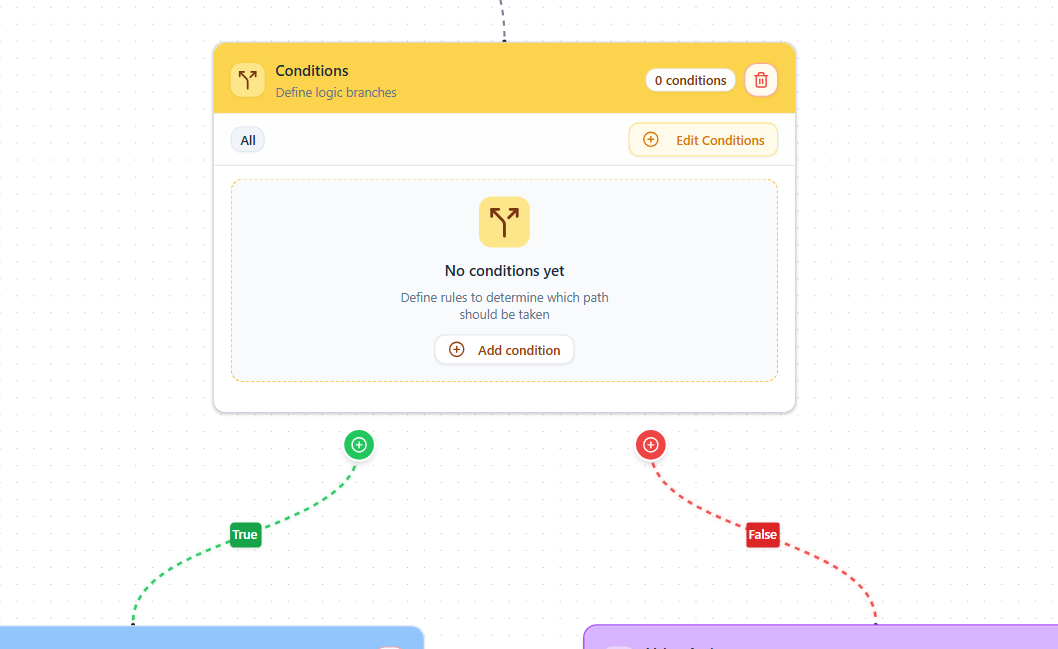 Conditions
0 conditions
Define logic branches
All
Edit Conditions
No conditions yet
Define rules to determine which path
should be taken
Add condition
True
False